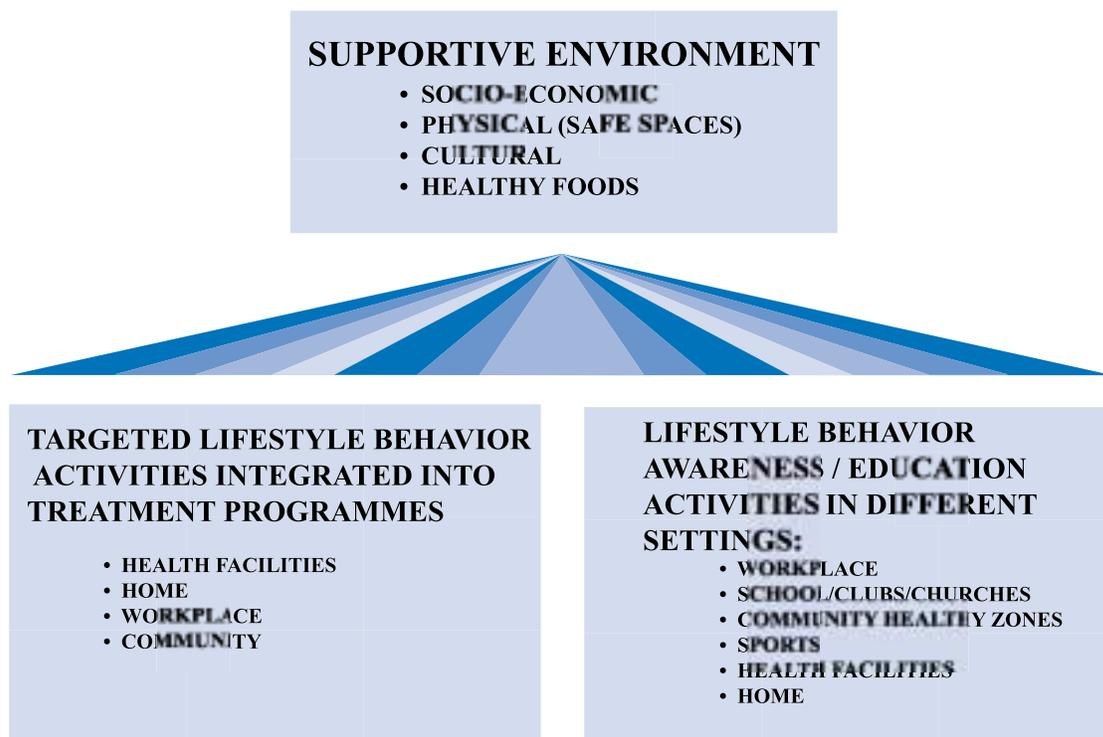 SUPPORTIVE ENVIRONMENT
• SOCIO-ECONOMIC
• PHYSICAL (SAFE SPACES)
• CULTURAL
• HEALTHY FOODS
TARGETED LIFESTYLE BEHAVIOR
ACTIVITIES INTEGRATED INTO
TREATMENT PROGRAMMES
• HEALTH FACILITIES
• HOME
• WORKPLACE
• COMMUNITY
LIFESTYLE BEHAVIOR
AWARENESS / EDUCATION
ACTIVITIES IN DIFFERENT
SETTINGS:
• WORKPLACE
• SCHOOL/CLUBS/CHURCHES
• COMMUNITY HEALTHY ZONES
• SPORTS
• HEALTH FACILITIES
• HOME